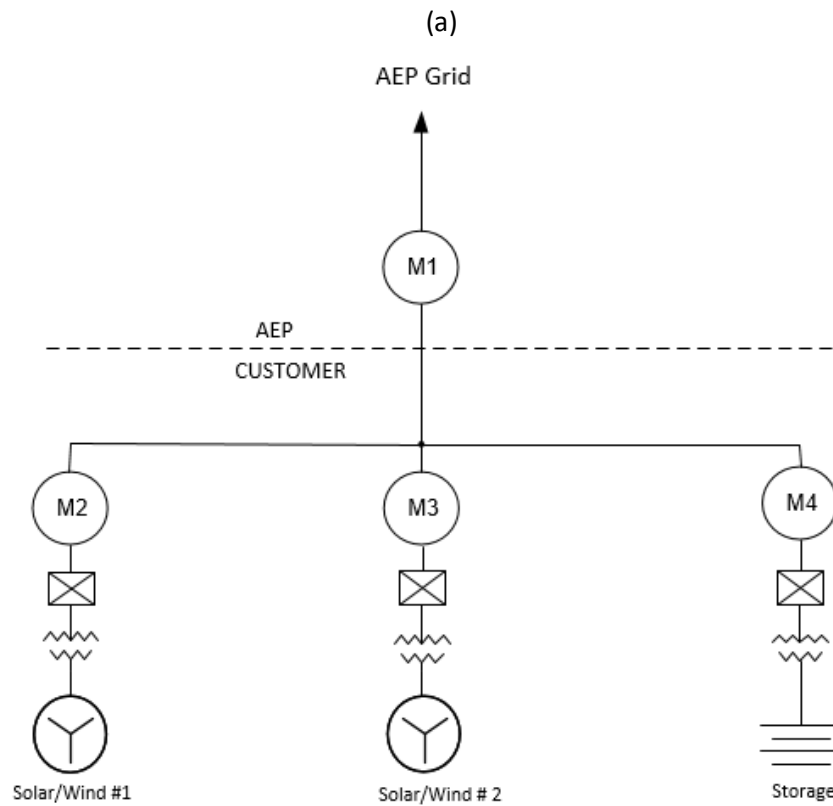 (a)
AEP Grid
M1
AEP
CUSTOMER
M2
M3
M4
Solar/Wind #1
Solar/Wind # 2
Storage